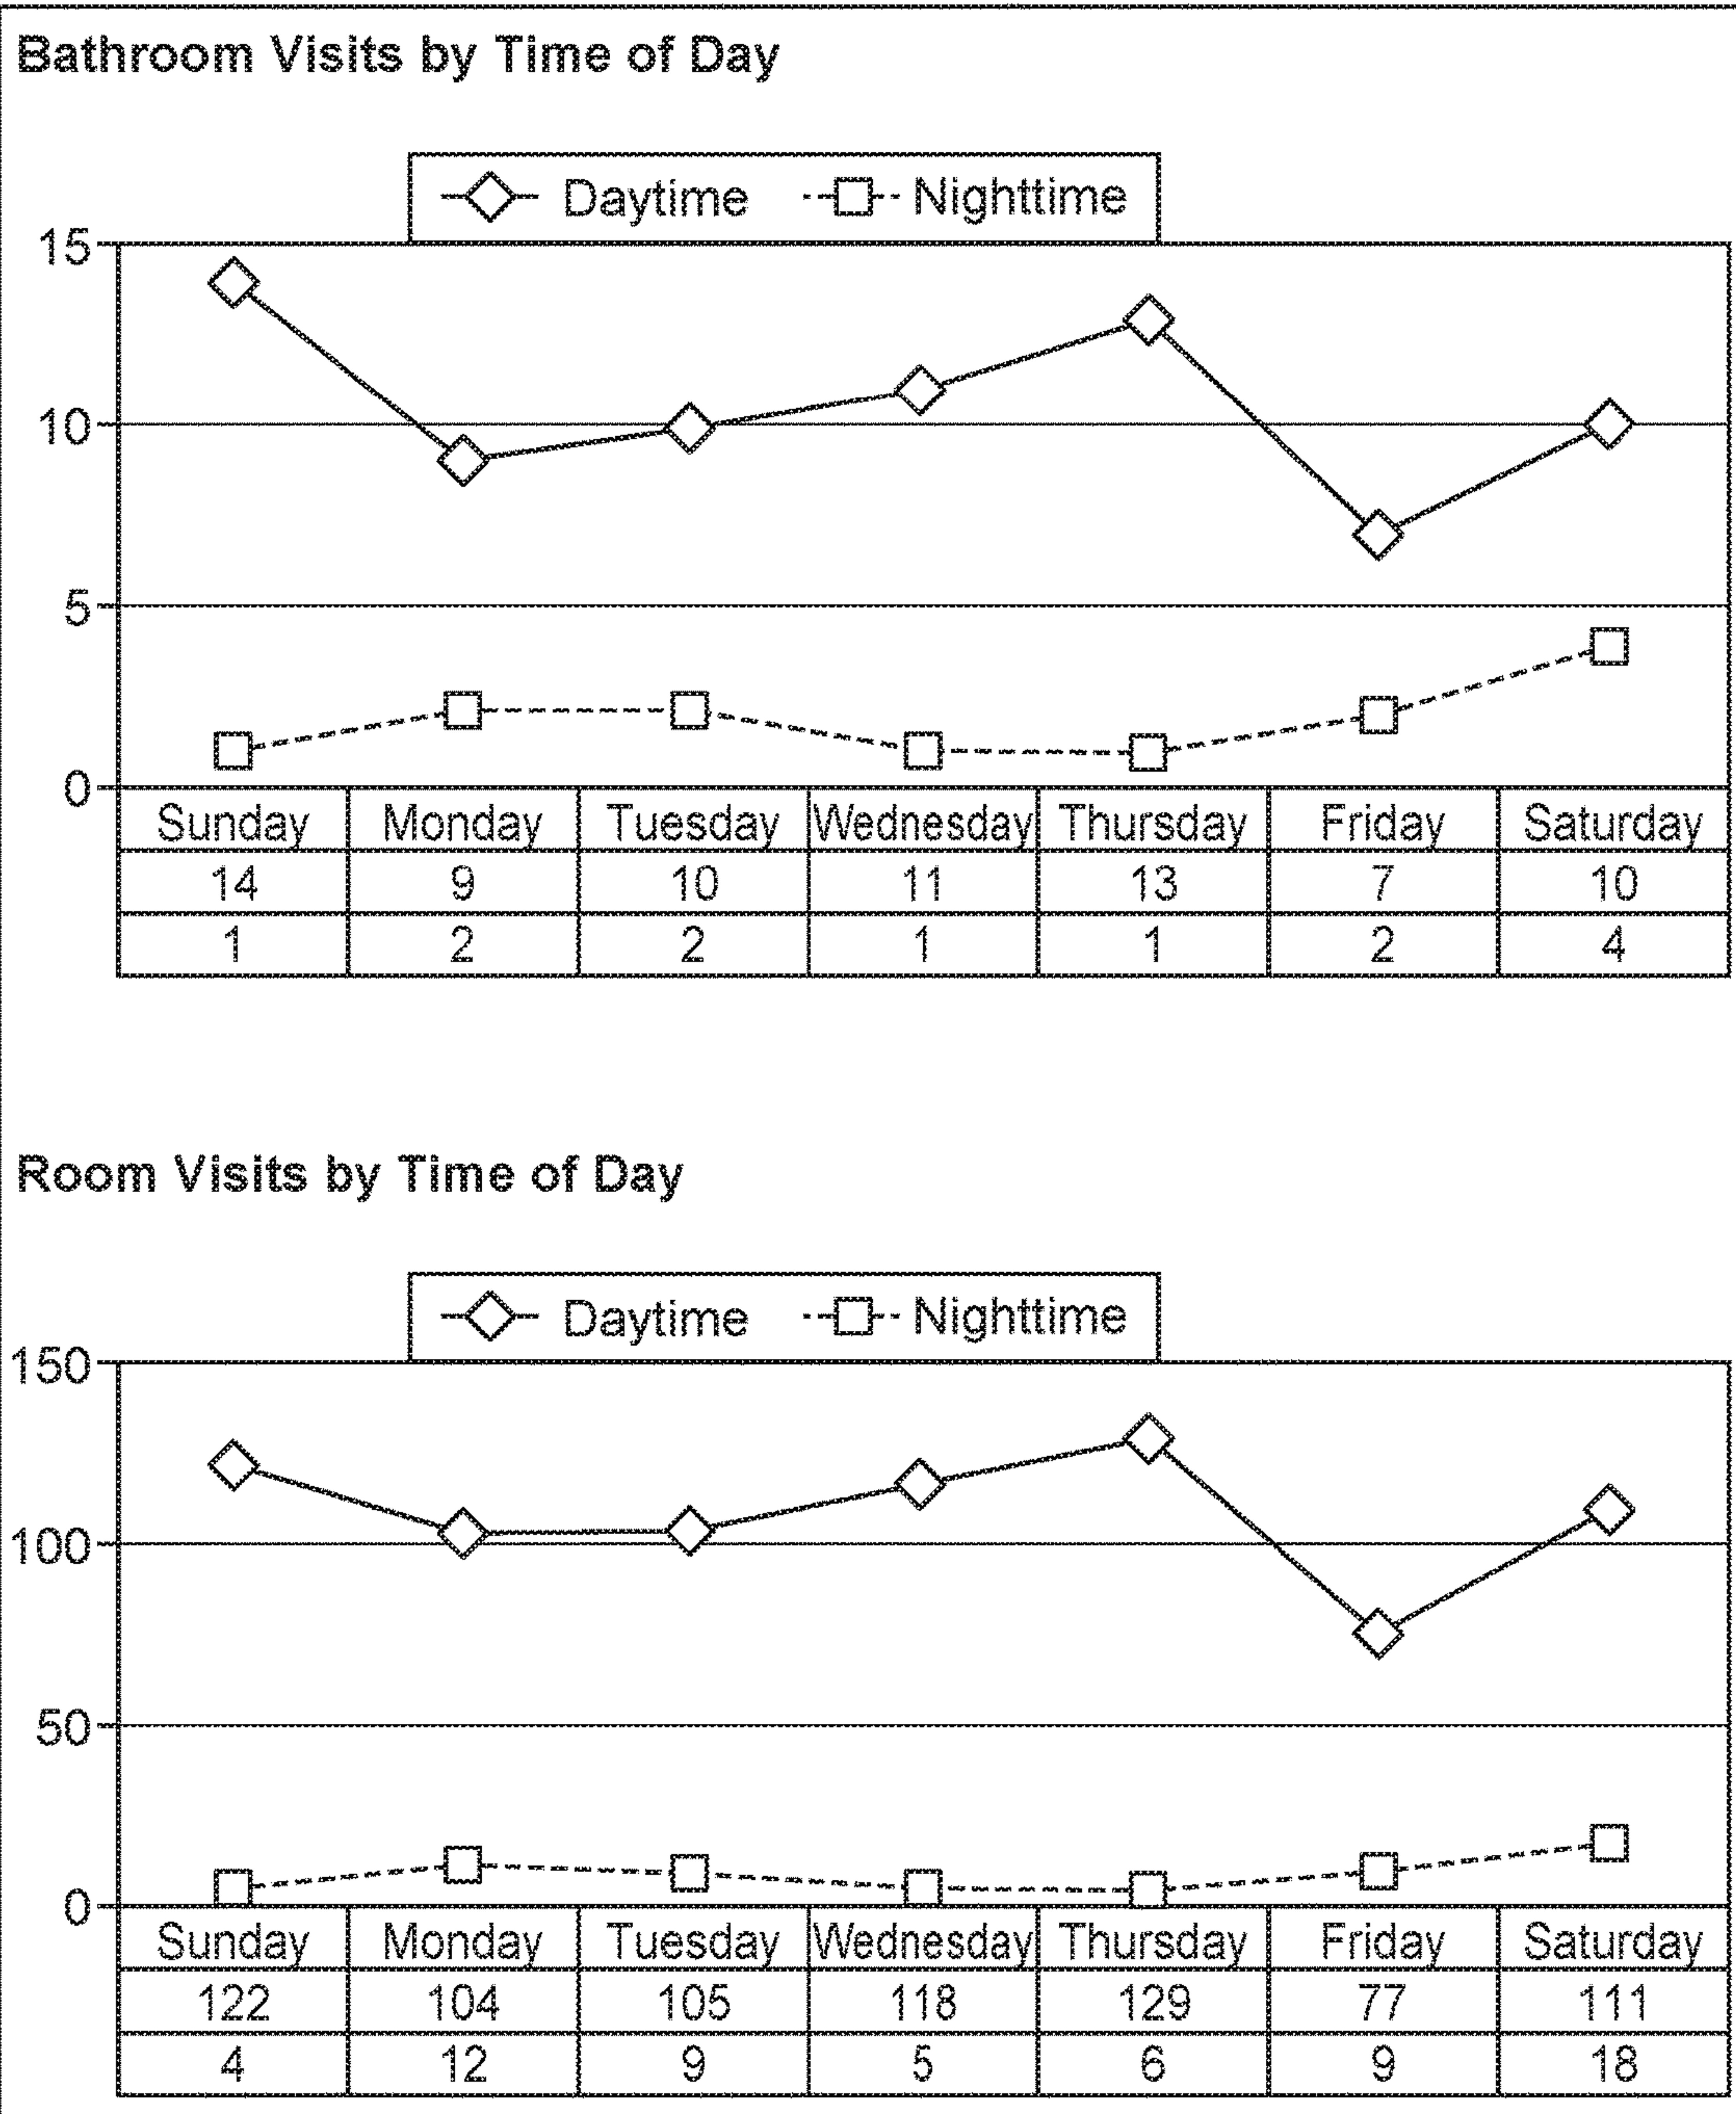 Bathroom Visits by Time of Day
Daytime Nighttime
15
10
5
0
Sunday Monday Tuesday Wednesday Thursday Friday Saturday
14 9 10 11 13 7 10
1 2 2 1 1 2 4
Room Visits by Time of Day
Daytime Nighttime
150
100
50
0
Sunday Monday Tuesday Wednesday Thursday Friday Saturday
122 104 105 118 129 77 111
4 12 9 5 6 9 18